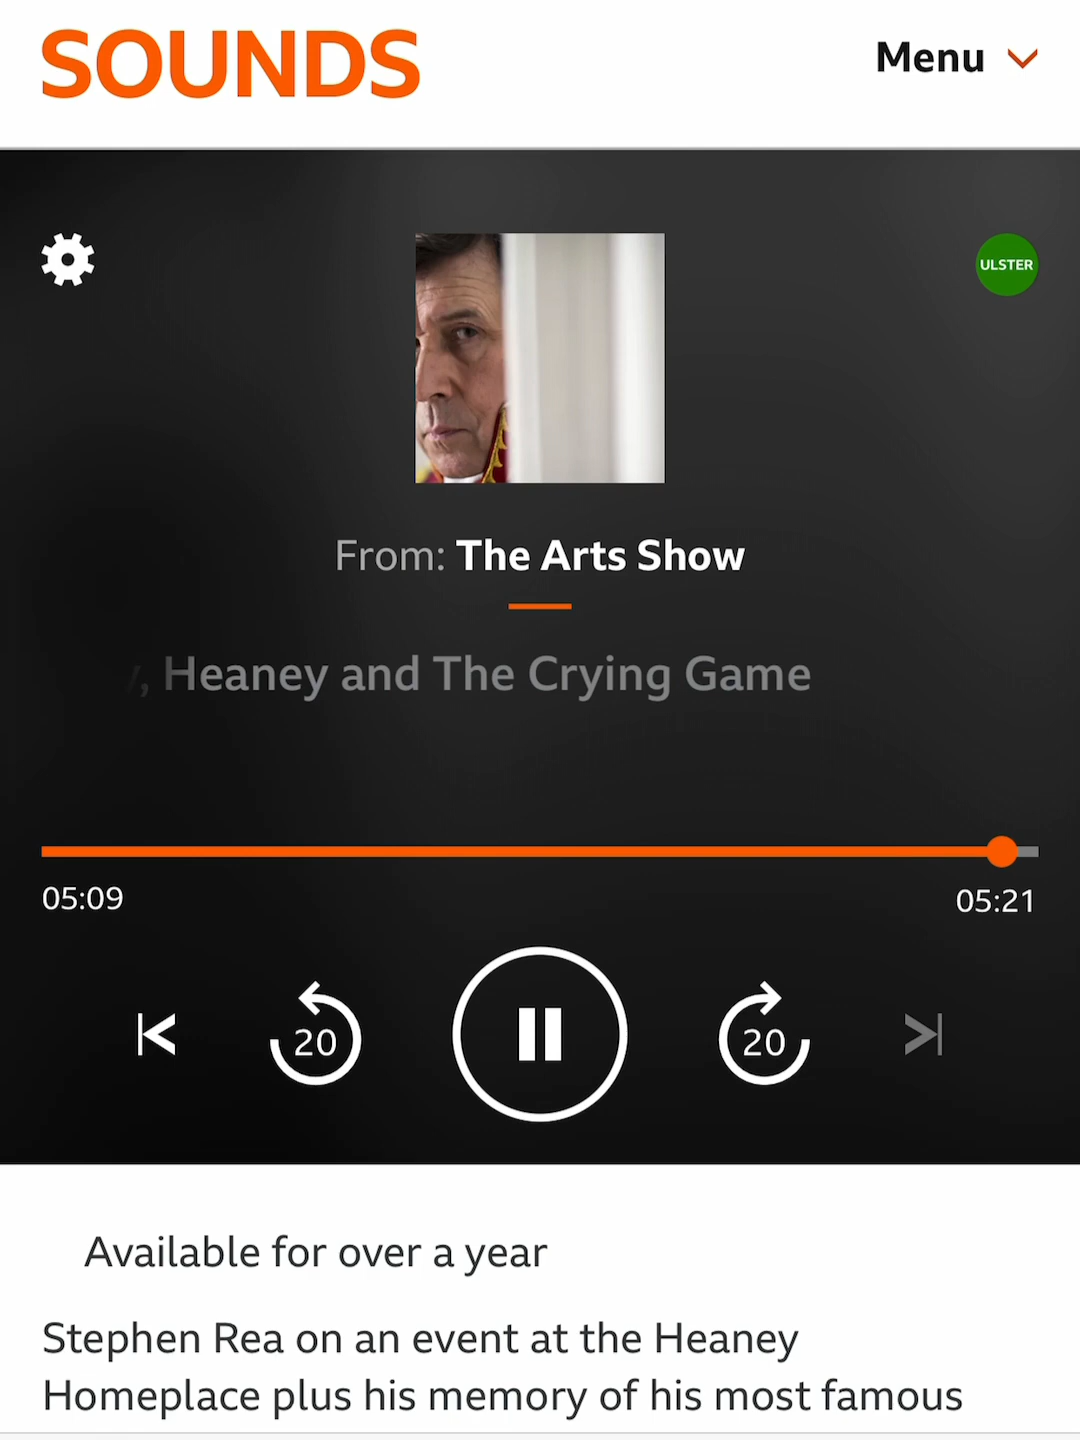 SOUNDS
Menu
ULSTER
From: The Arts Show
, Heaney and The Crying Game
05:09
05:21
20
20
Available for over a year
Stephen Rea on an event at the Heaney
Homeplace plus his memory of his most famous